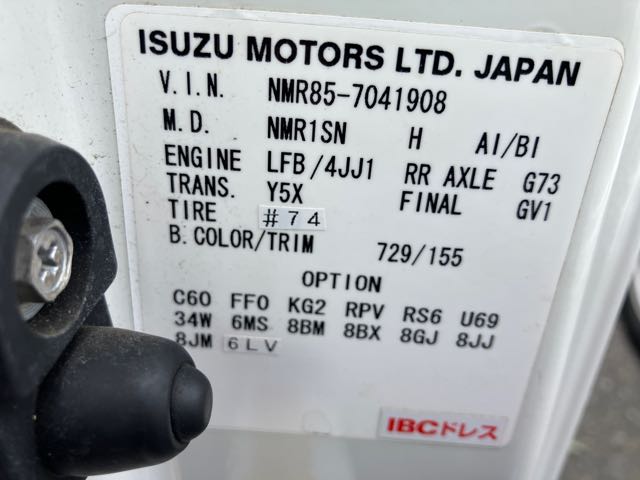 ISUZU MOTORS LTD. JAPAN
V.I.N. NMR85-7041908
M.D. NMR1SN H AI/BI
ENGINE LFB/4JJ1 RR AXLE G73
TRANS. Y5X FINAL GV1
TIRE #74
B.COLOR/TRIM 729/155
OPTION
C60 FF0 KG2 RPV RS6 U69
34W 6MS 8BM 8BX 8GJ 8JJ
8JM 6LV
IBCドレス